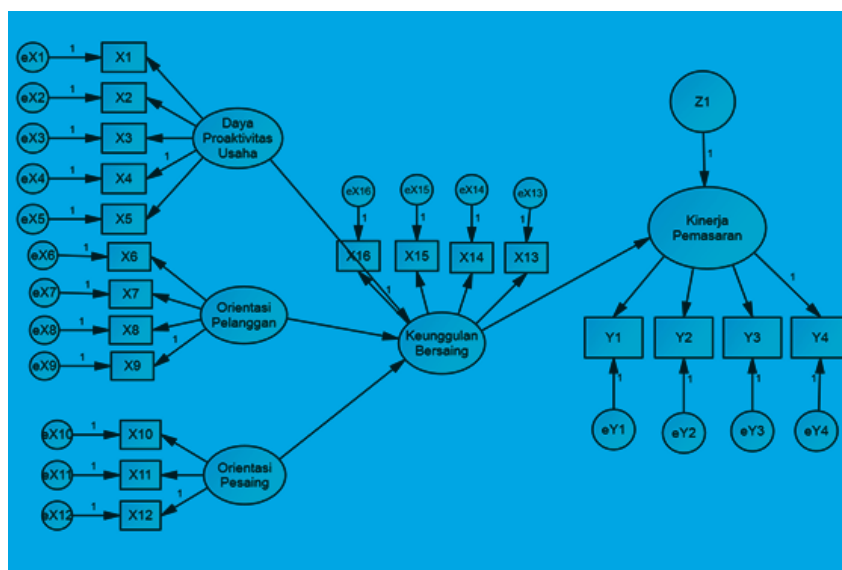 eX1 1 X1
eX2 1 X2
eX3 1 X3
eX4 1 X4 1
eX5 1 X5
Daya
Proaktivitas
Usaha
eX6 1 X6
eX7 1 X7
eX8 1 X8
eX9 1 X9 1
Orientasi
Pelanggan
eX10 1 X10
eX11 1 X11
eX12 1 X12 1
Orientasi
Pesaing
eX16 eX15 eX14 eX13
1 1 1 1
X16 X15 X14 X13
1
Keunggulan
Bersaing
Z1
1
Kinerja
Pemasaran
1
Y1 Y2 Y3 Y4
1 1 1 1
eY1 eY2 eY3 eY4